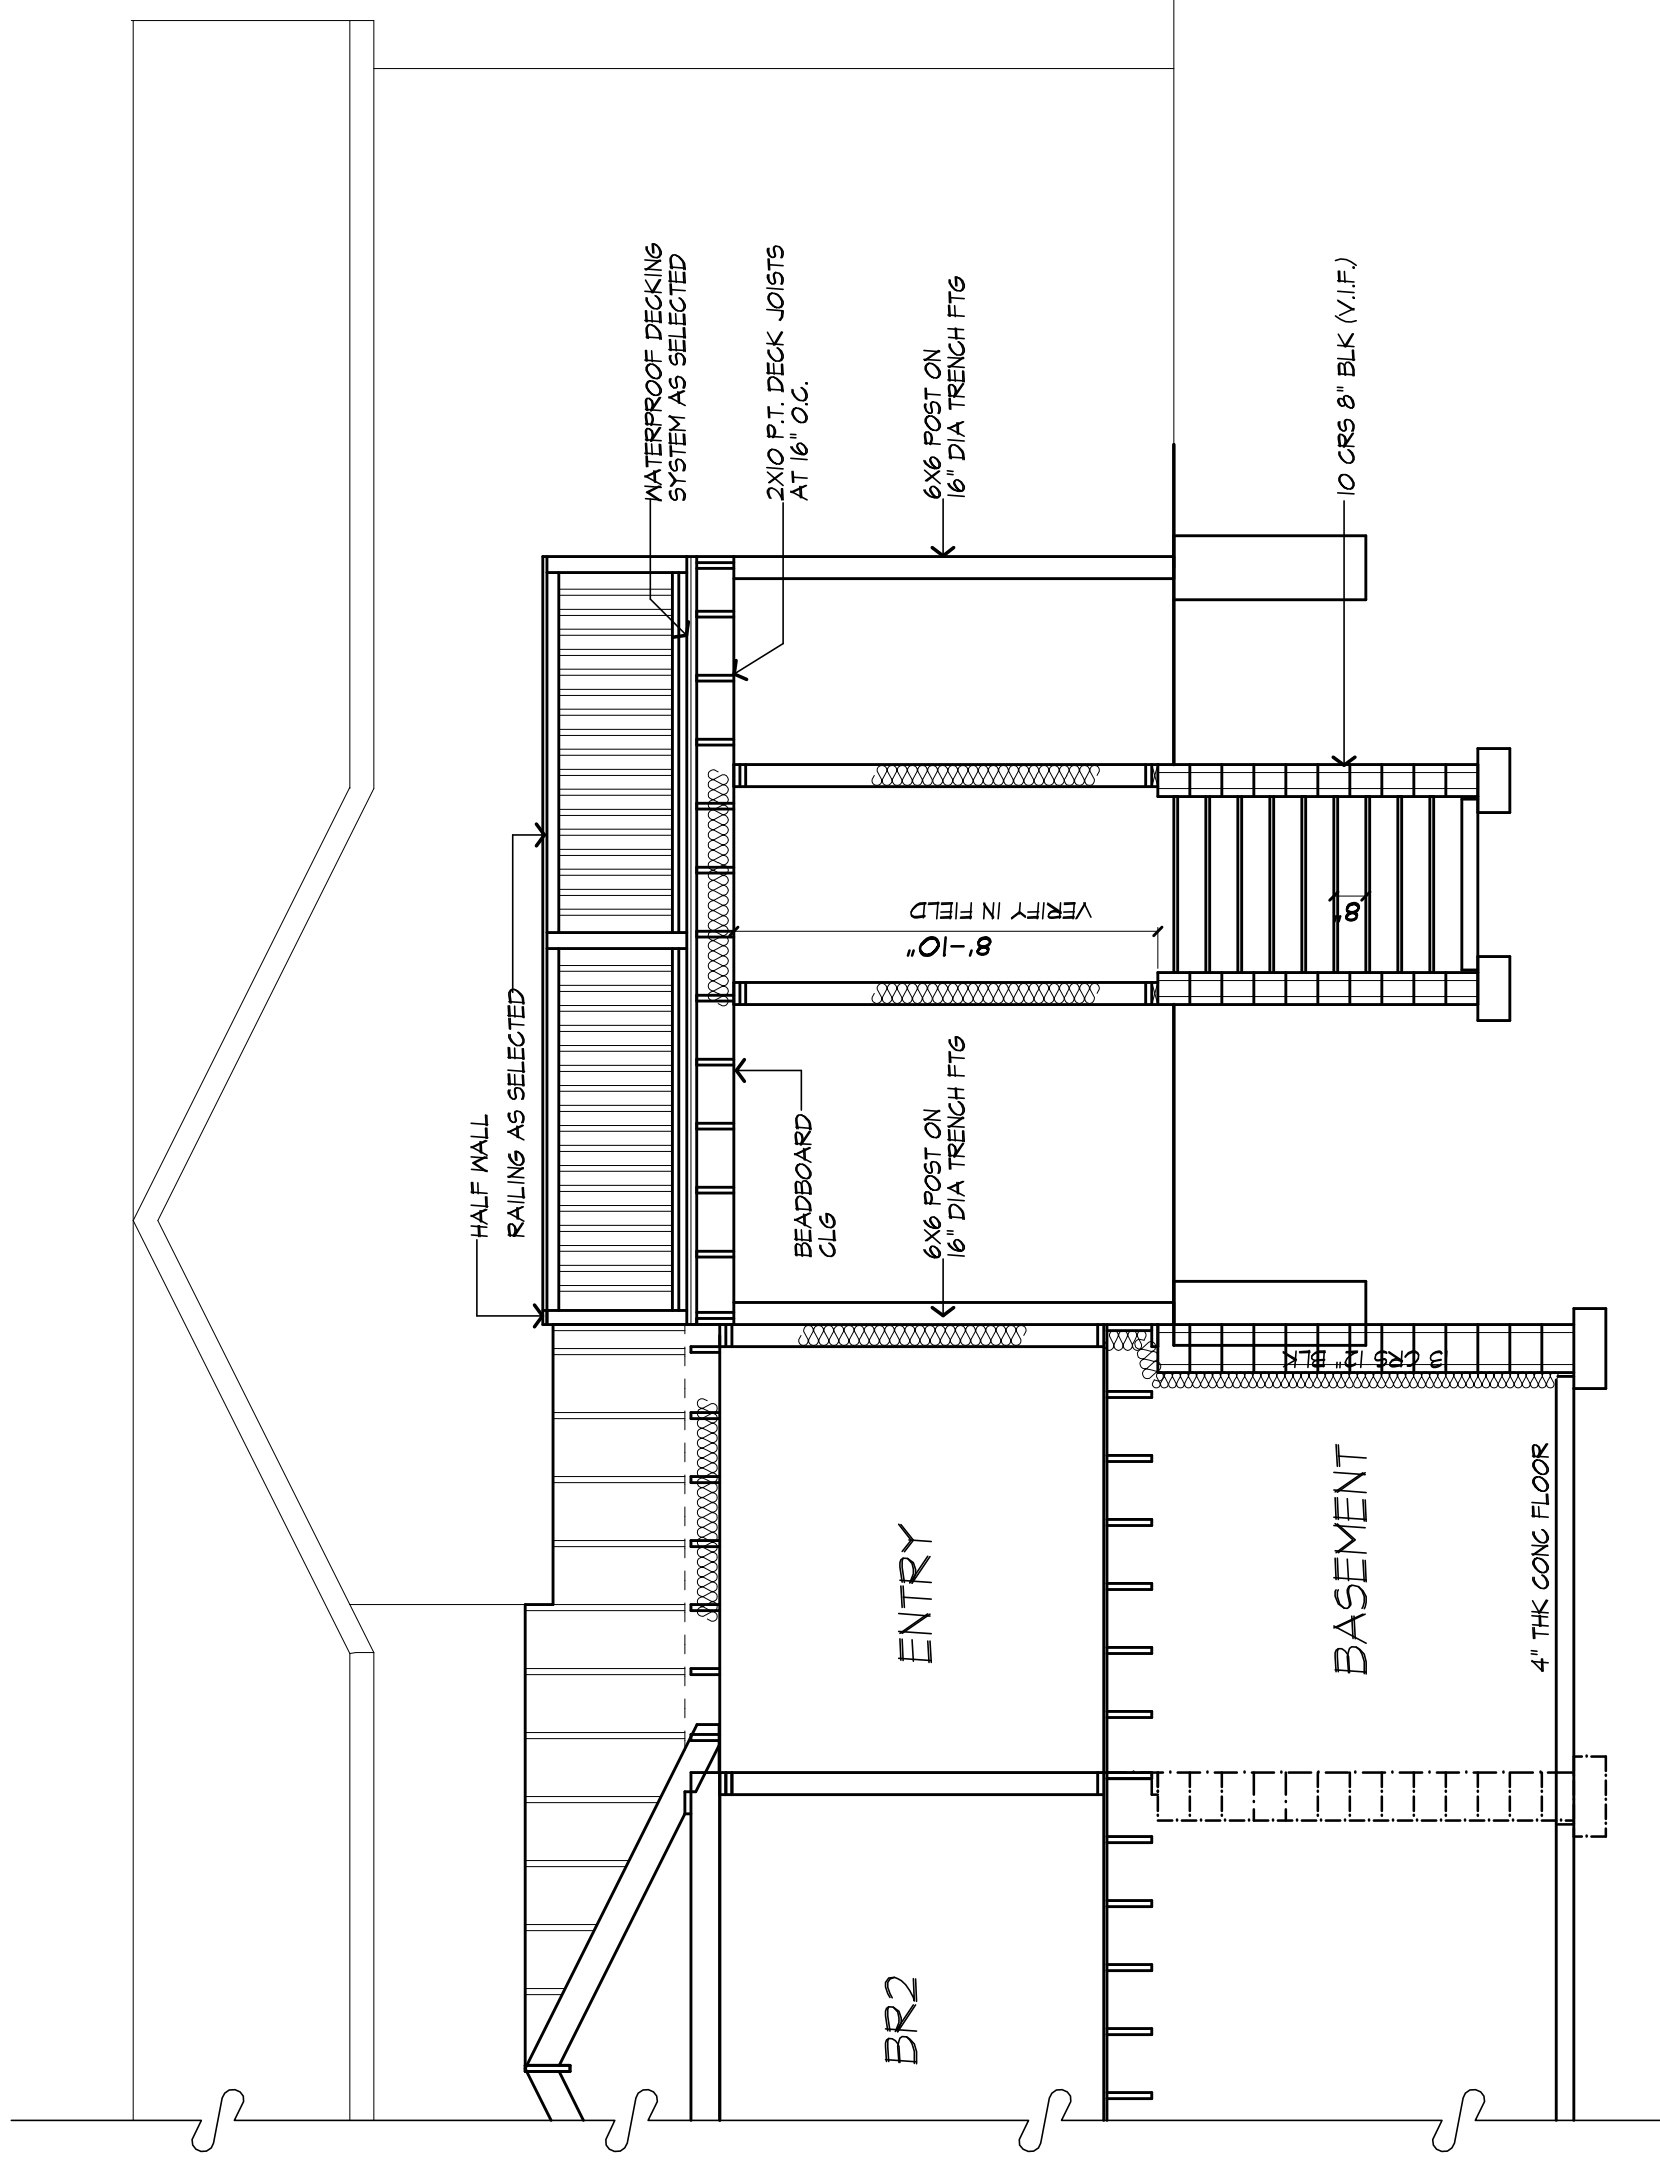 HALF WALL
RAILING AS SELECTED
WATERPROOF DECKING
SYSTEM AS SELECTED
2X10 P.T. DECK JOISTS
AT 16" O.C.
BEADBOARD
CLG
6X6 POST ON
16" DIA TRENCH FTG
6X6 POST ON
16" DIA TRENCH FTG
8'-10"
VERIFY IN FIELD
8"
10 CRS 8" BLK (V.I.F.)
13 CRS 12" BLK
BR2
ENTRY
BASEMENT
4" THK CONC FLOOR